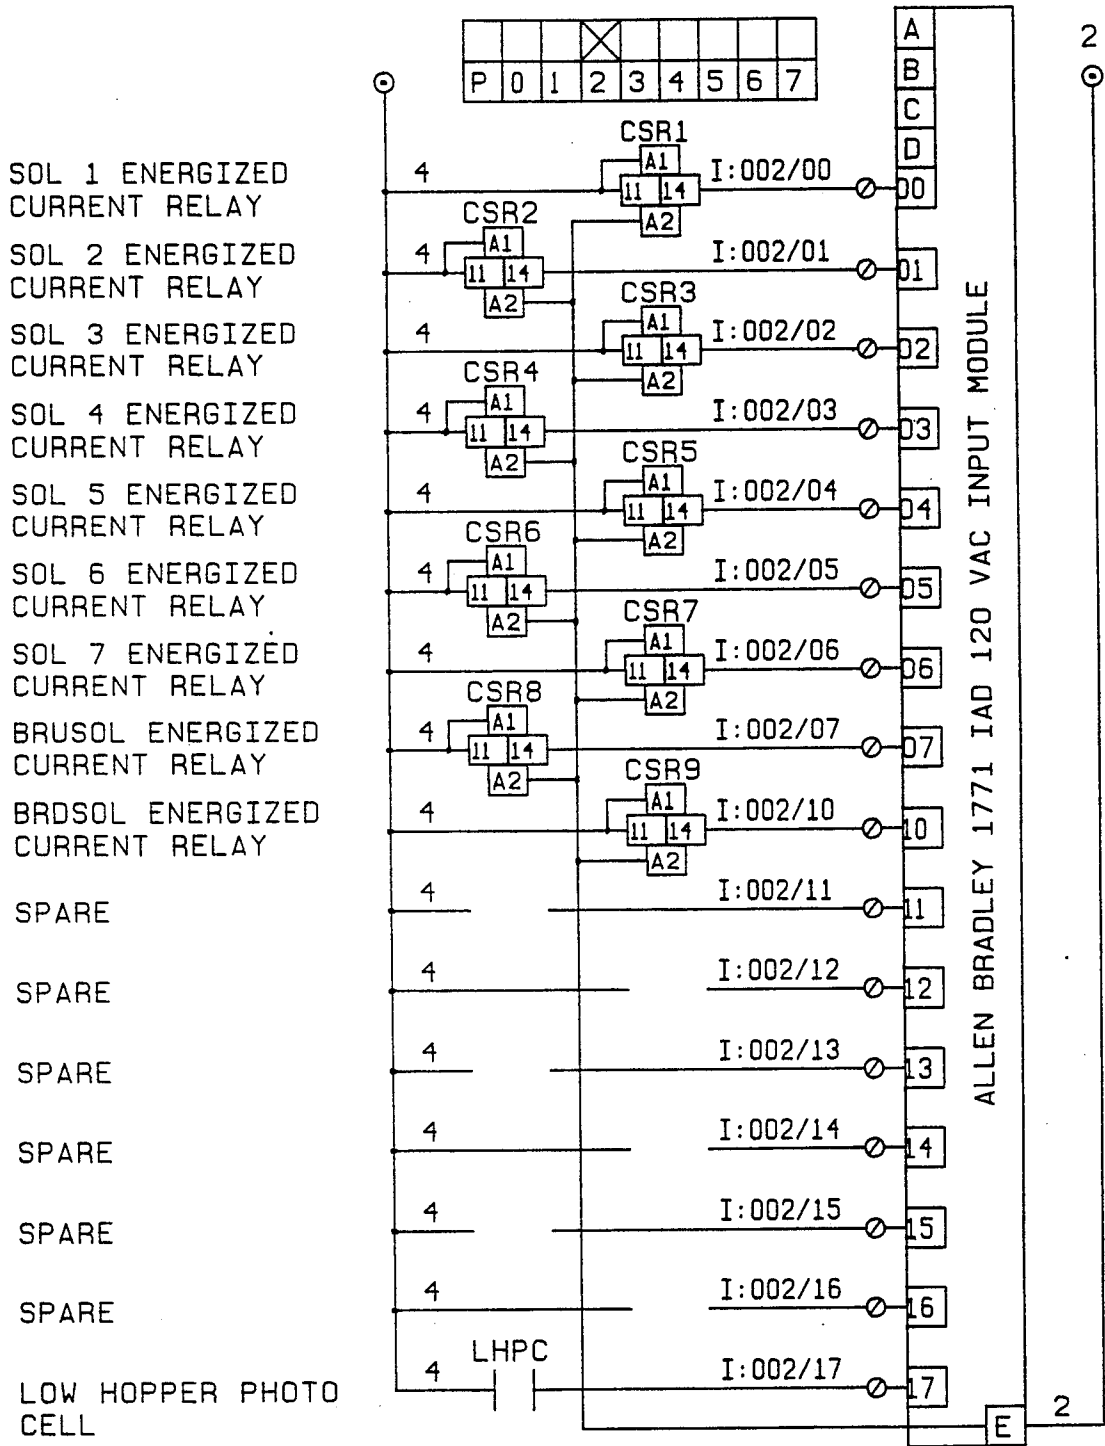 A
2
B
P 0 1 2 3 4 5 6 7
C
D
CSR1
SOL 1 ENERGIZED
CURRENT RELAY
4
A1
11 14
A2
I:002/00
00
CSR2
SOL 2 ENERGIZED
CURRENT RELAY
4
A1
11 14
A2
I:002/01
01
CSR3
SOL 3 ENERGIZED
CURRENT RELAY
4
A1
11 14
A2
I:002/02
02
CSR4
SOL 4 ENERGIZED
CURRENT RELAY
4
A1
11 14
A2
I:002/03
03
CSR5
SOL 5 ENERGIZED
CURRENT RELAY
4
A1
11 14
A2
I:002/04
04
CSR6
SOL 6 ENERGIZED
CURRENT RELAY
4
A1
11 14
A2
I:002/05
05
CSR7
SOL 7 ENERGIZED
CURRENT RELAY
4
A1
11 14
A2
I:002/06
06
CSR8
BRUSOL ENERGIZED
CURRENT RELAY
4
A1
11 14
A2
I:002/07
07
CSR9
BRDSOL ENERGIZED
CURRENT RELAY
4
A1
11 14
A2
I:002/10
10
SPARE
4
I:002/11
11
SPARE
4
I:002/12
12
SPARE
4
I:002/13
13
SPARE
4
I:002/14
14
SPARE
4
I:002/15
15
SPARE
4
I:002/16
16
LOW HOPPER PHOTO
CELL
4
LHPC
I:002/17
17
E
2
ALLEN BRADLEY 1771 IAD 120 VAC INPUT MODULE